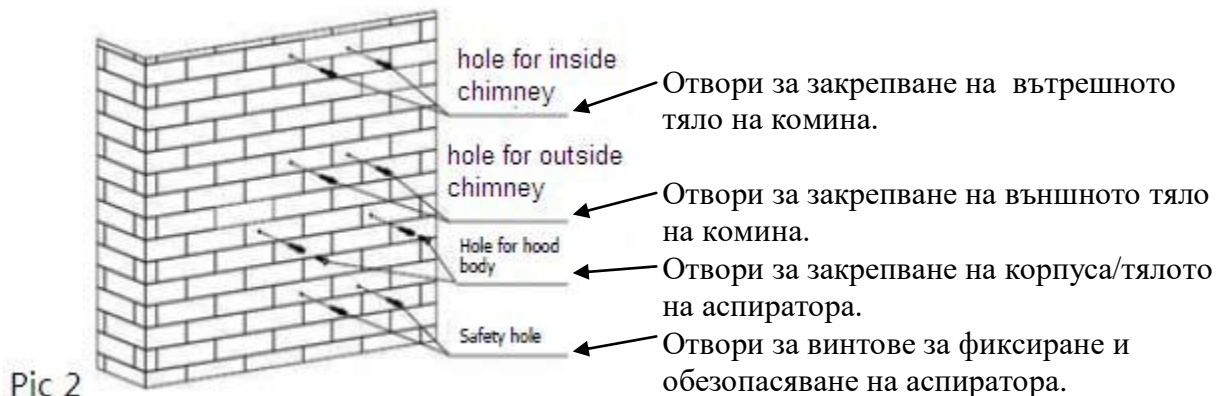 hole for inside
chimney
Отвори за закрепване на вътрешното
тяло на комина.
hole for outside
chimney
Отвори за закрепване на външното тяло
на комина.
Hole for hood
body
Отвори за закрепване на корпуса/тялото
на аспиратора.
Safety hole
Отвори за винтове за фиксиране и
обезопасяване на аспиратора.
Pic 2